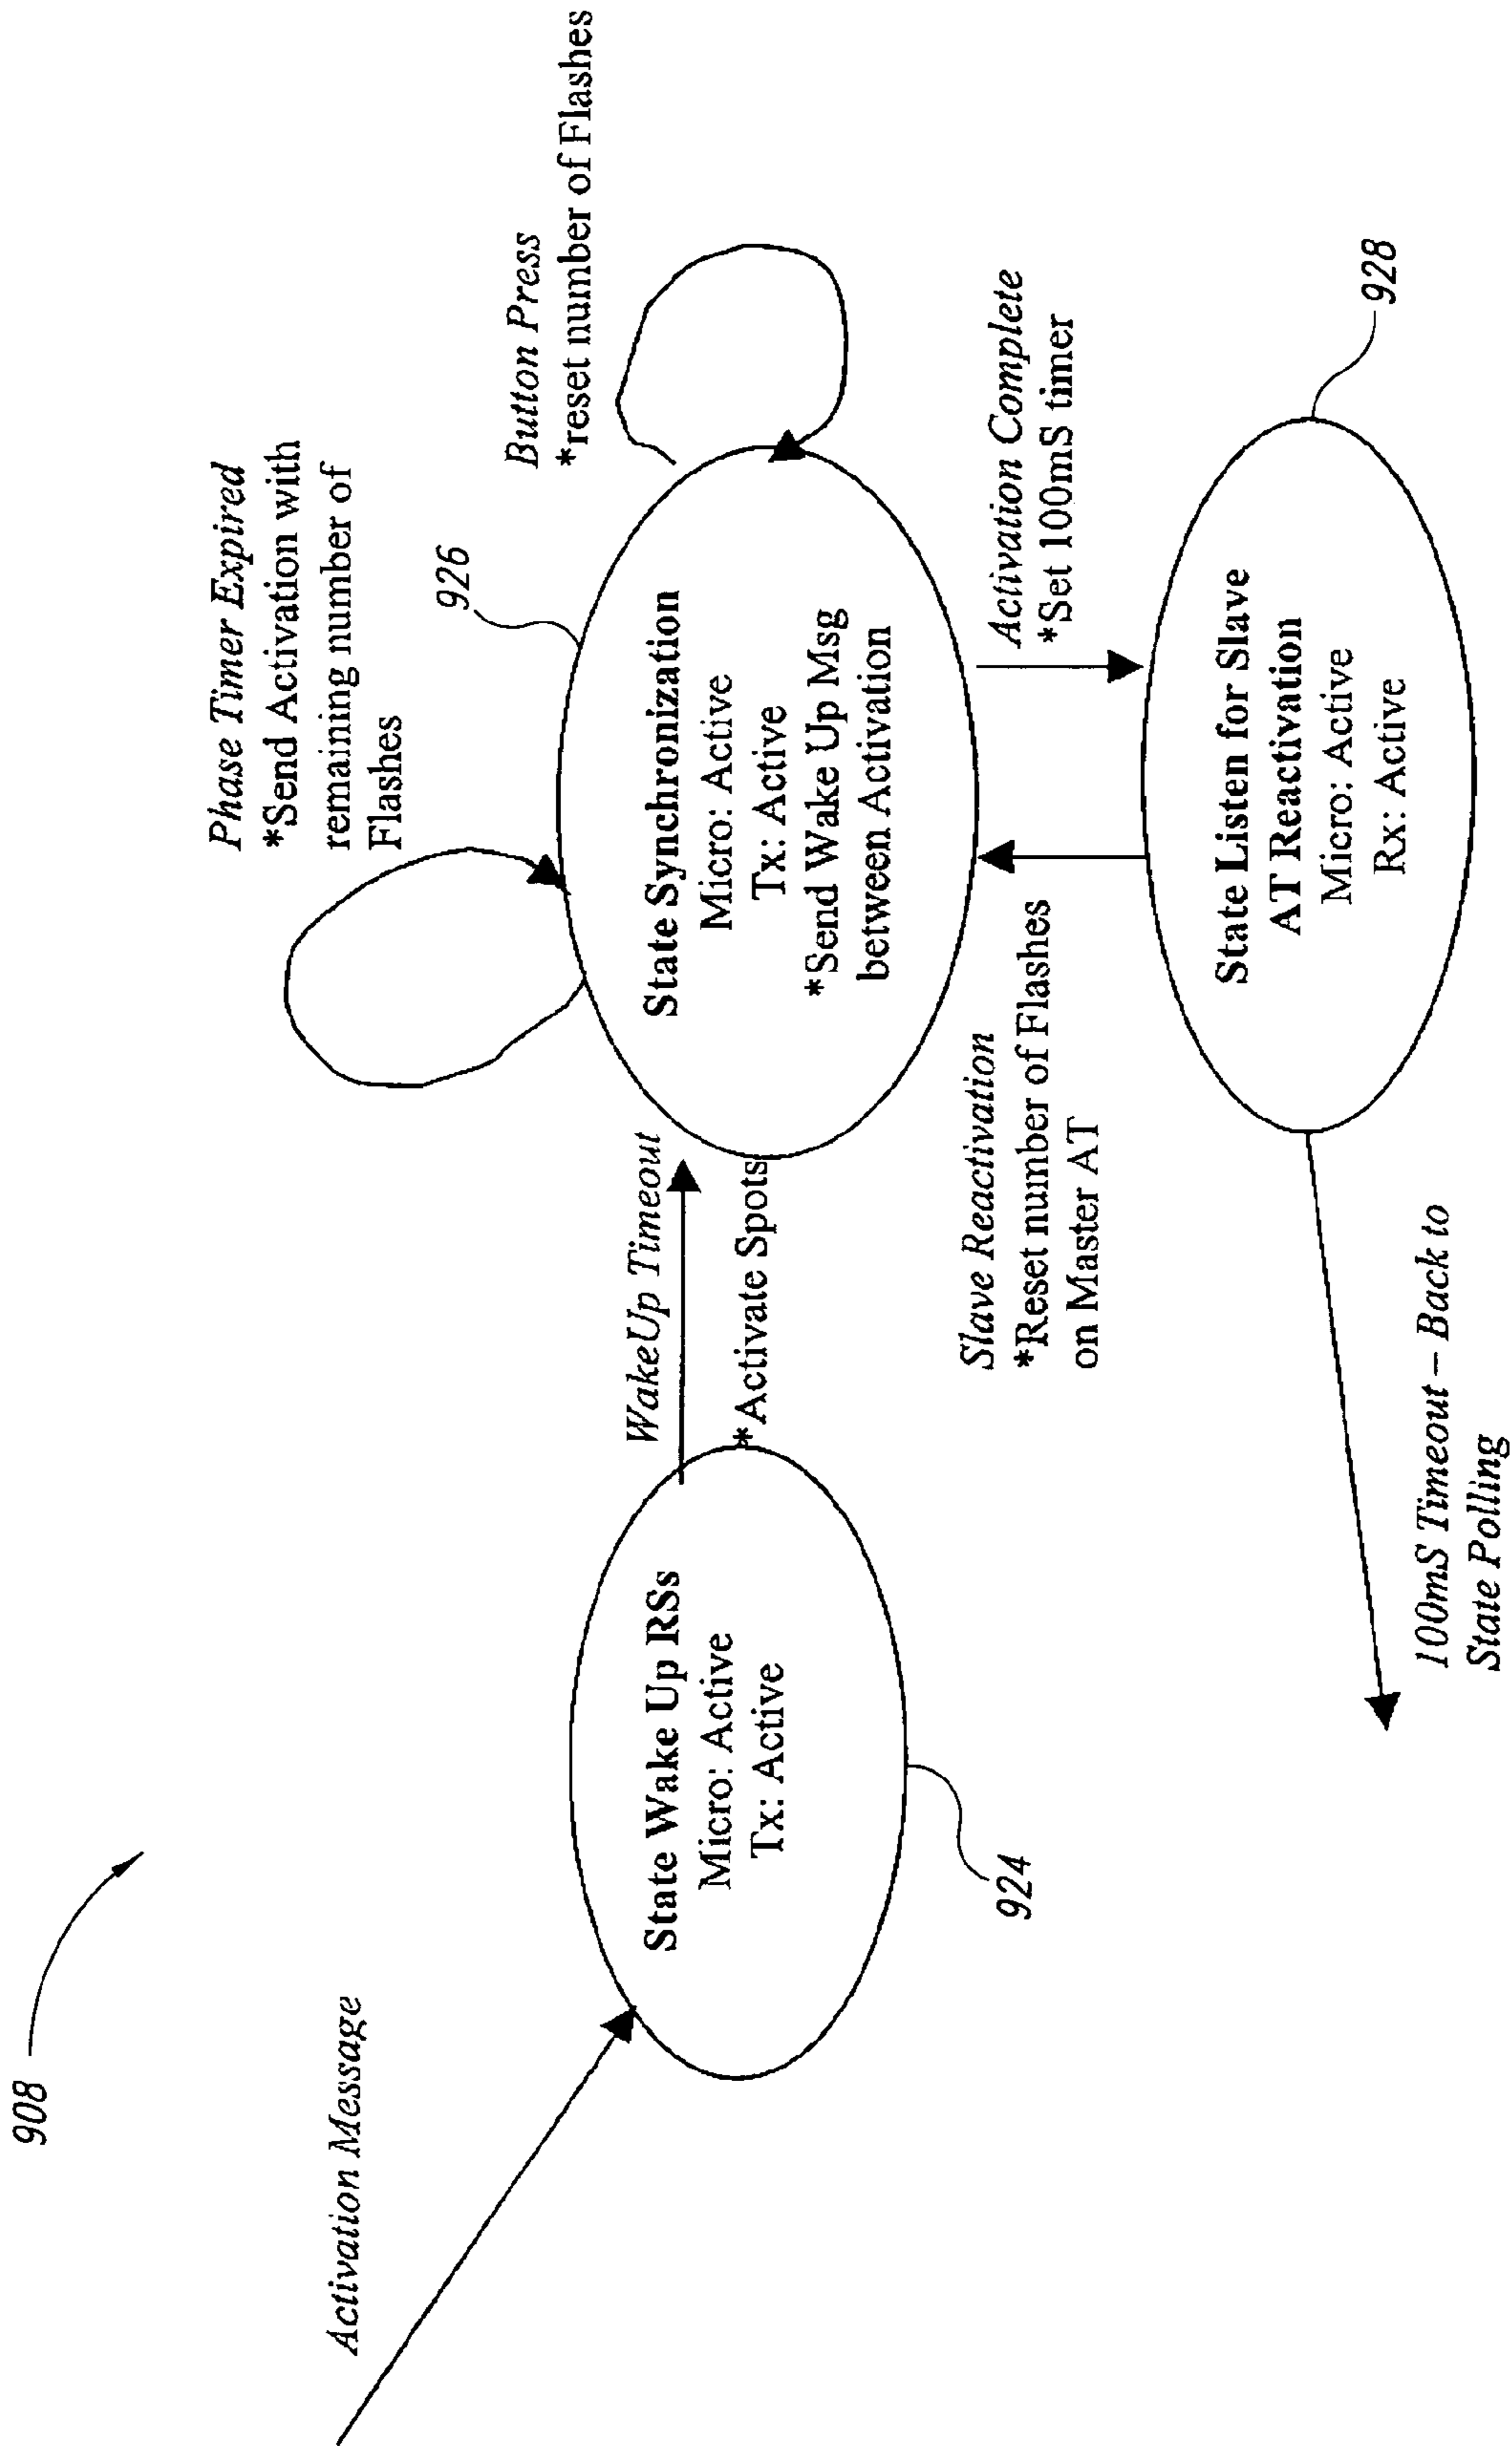 908
Activation Message
State Wake Up RSs
Micro: Active
Tx: Active
924
WakeUp Timeout
*Activate Spots
Phase Timer Expired
*Send Activation with
remaining number of
Flashes
926
Button Press
*reset number of Flashes
State Synchronization
Micro: Active
Tx: Active
*Send Wake Up Msg
between Activation
Slave Reactivation
*Reset number of Flashes
on Master AT
Activation Complete
*Set 100mS timer
928
State Listen for Slave
AT Reactivation
Micro: Active
Rx: Active
100mS Timeout – Back to
State Polling